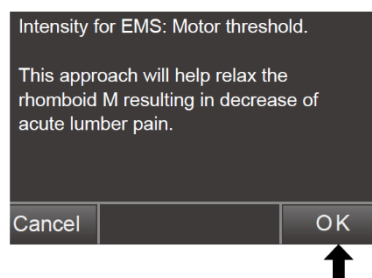 Intensity for EMS: Motor threshold.
This approach will help relax the
rhomboid M resulting in decrease of
acute lumber pain.
Cancel
OK